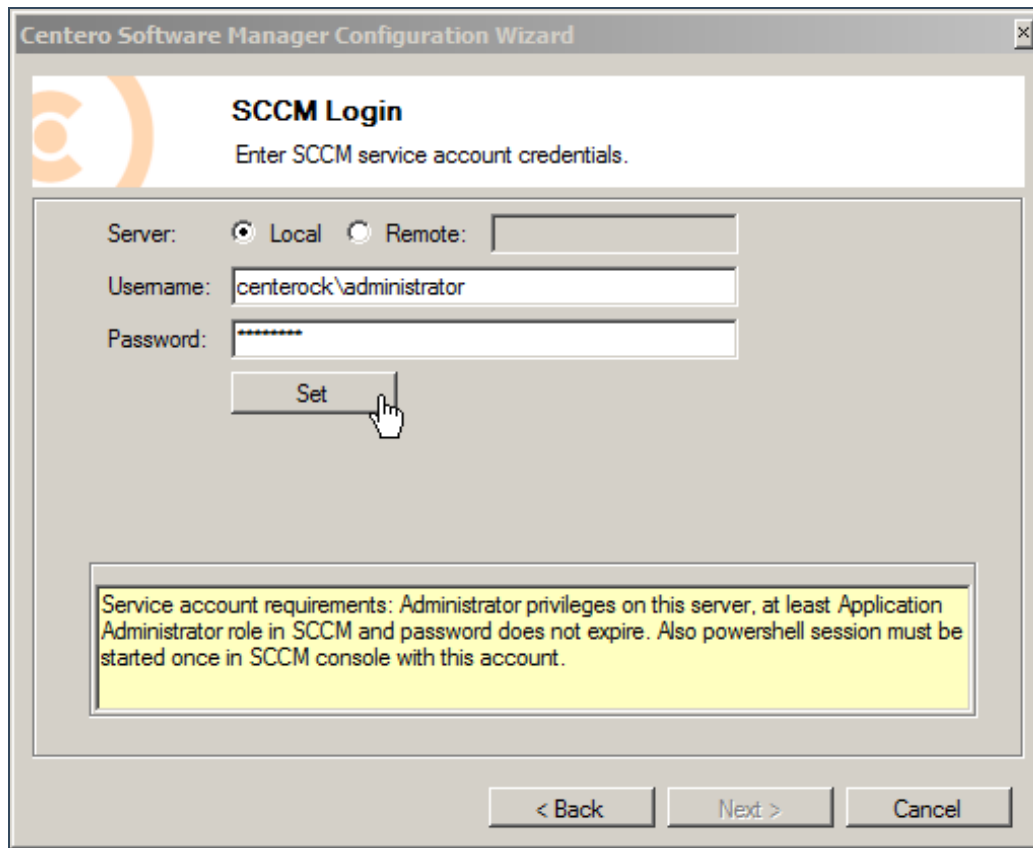 Centero Software Manager Configuration Wizard
SCCM Login
Enter SCCM service account credentials.
Server: Local Remote:
Username: centerock\administrator
Password: ********
Set
Service account requirements: Administrator privileges on this server, at least Application
Administrator role in SCCM and password does not expire. Also powershell session must be
started once in SCCM console with this account.
< Back Next > Cancel